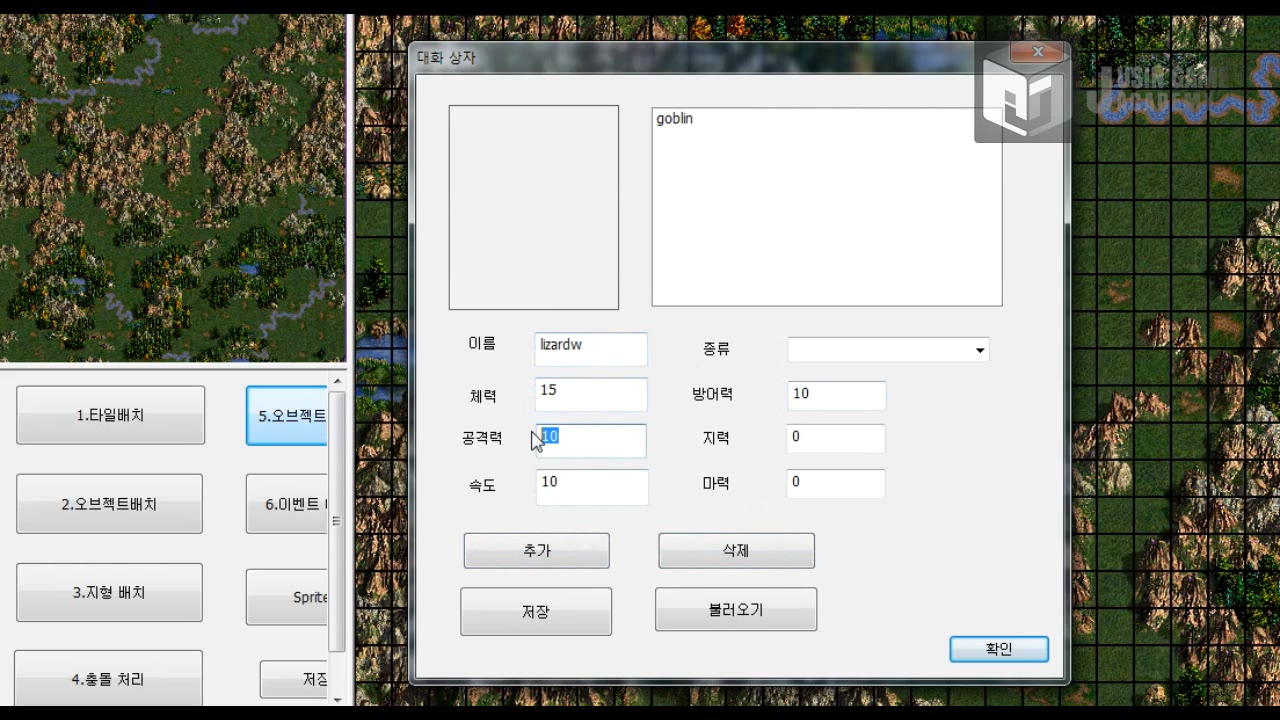 대화 상자
goblin
이름
lizardw
종류
체력
15
방어력
10
공격력
10
지력
0
속도
10
마력
0
추가
삭제
저장
불러오기
확인
1.타일배치
5.오브젝트
2.오브젝트배치
6.이벤트
3.지형 배치
Sprite
4.충돌 처리
저장